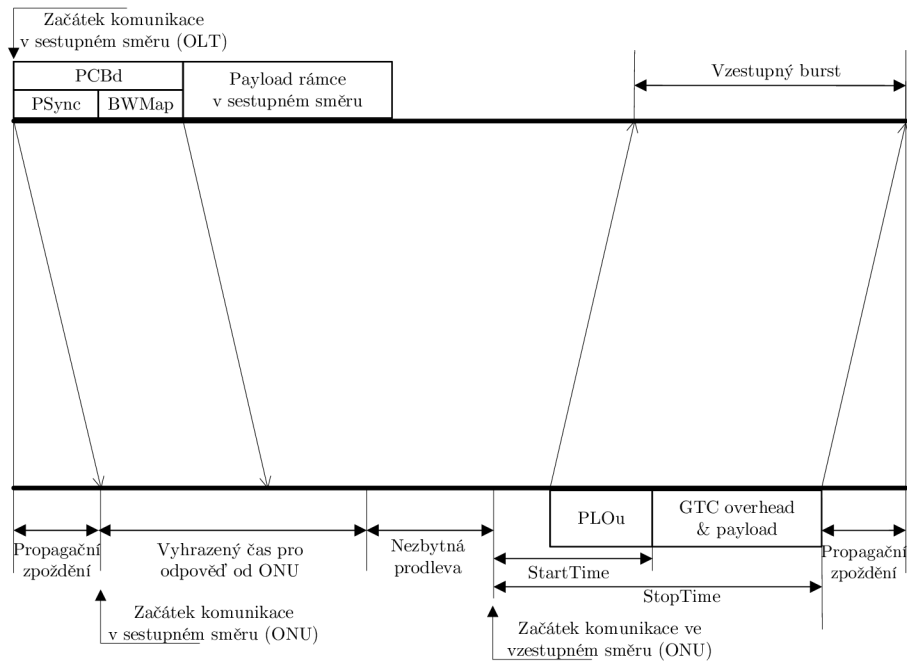 Začátek komunikace
v sestupném směru (OLT)
PCBd
PSync
BWMap
Payload rámce
v sestupném směru
Vzestupný burst
PLOu
GTC overhead
& payload
Propagační
zpoždění
Vyhrazený čas pro
odpověď od ONU
Nezbytná
prodleva
StartTime
StopTime
Propagační
zpoždění
Začátek komunikace
v sestupném směru (ONU)
Začátek komunikace ve
vzestupném směru (ONU)